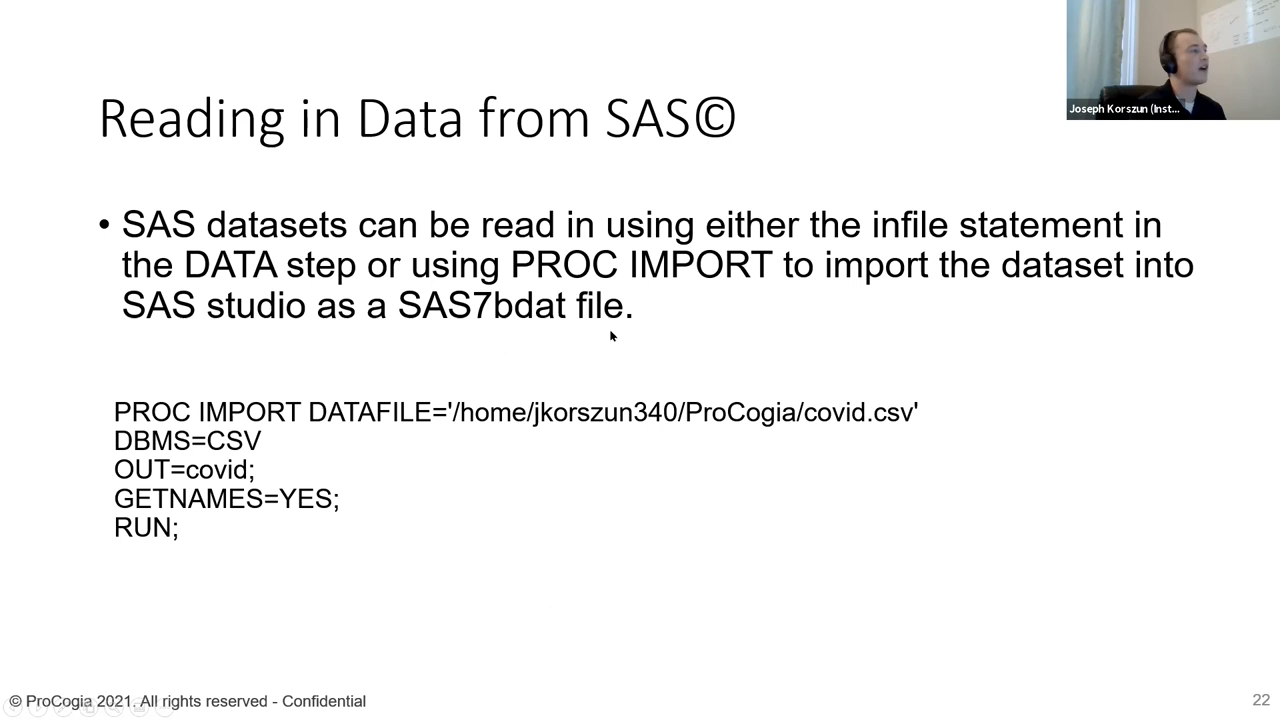 Joseph Korszun (Inst...
Reading in Data from SAS©
• SAS datasets can be read in using either the infile statement in
the DATA step or using PROC IMPORT to import the dataset into
SAS studio as a SAS7bdat file.
PROC IMPORT DATAFILE='/home/jkorszun340/ProCogia/covid.csv'
DBMS=CSV
OUT=covid;
GETNAMES=YES;
RUN;
© ProCogia 2021. All rights reserved - Confidential
22